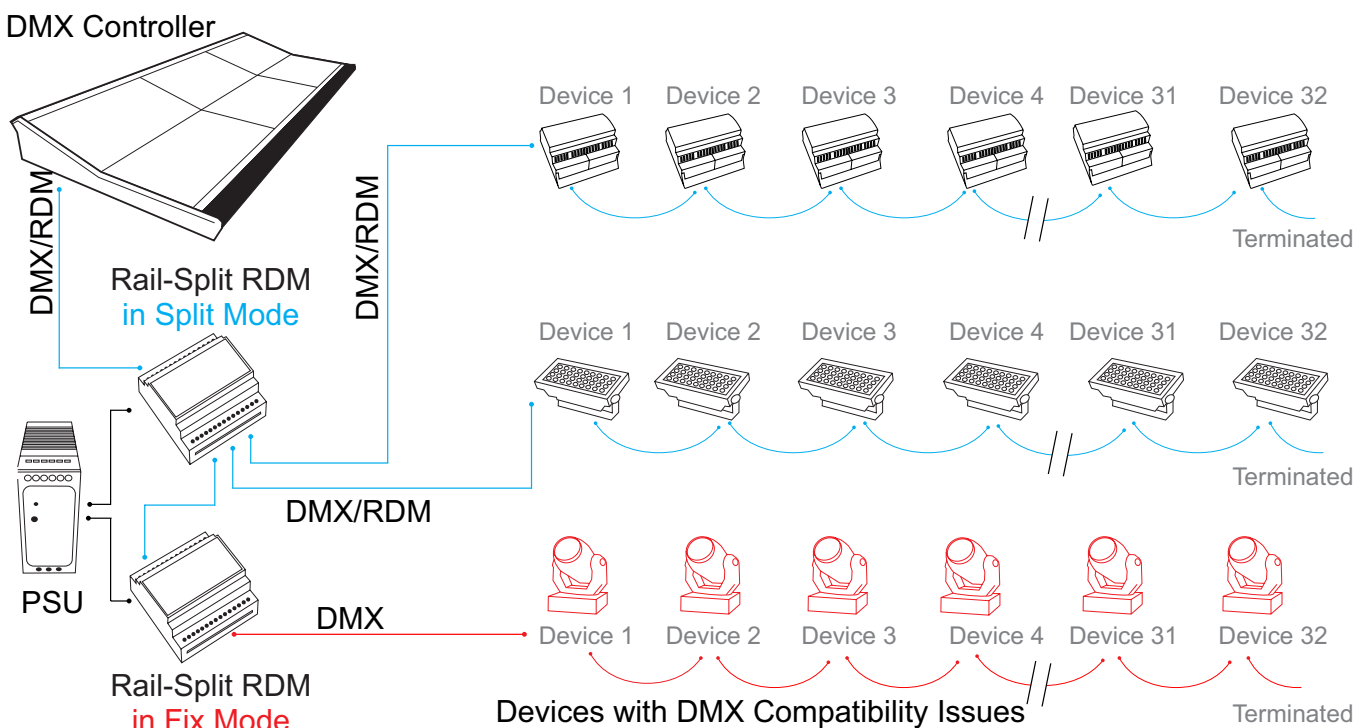 DMX Controller
Device 1 Device 2 Device 3 Device 4 Device 31 Device 32
DMX/RDM
DMX/RDM
Terminated
Rail-Split RDM
in Split Mode
Device 1 Device 2 Device 3 Device 4 Device 31 Device 32
Terminated
DMX/RDM
PSU
DMX
Device 1 Device 2 Device 3 Device 4 Device 31 Device 32
Rail-Split RDM
in Fix Mode
Devices with DMX Compatibility Issues
Terminated